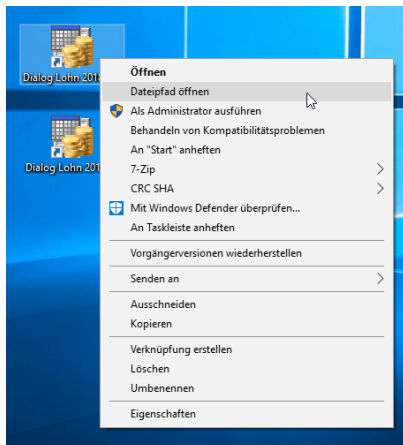 Dialog Lohn 201
Dialog Lohn 201
Öffnen
Dateipfad öffnen
Als Administrator ausführen
Behandeln von Kompatibilitätsproblemen
An "Start" anheften
7-Zip
CRC SHA
Mit Windows Defender überprüfen...
An Taskleiste anheften
Vorgängerversionen wiederherstellen
Senden an
Ausschneiden
Kopieren
Verknüpfung erstellen
Löschen
Umbenennen
Eigenschaften